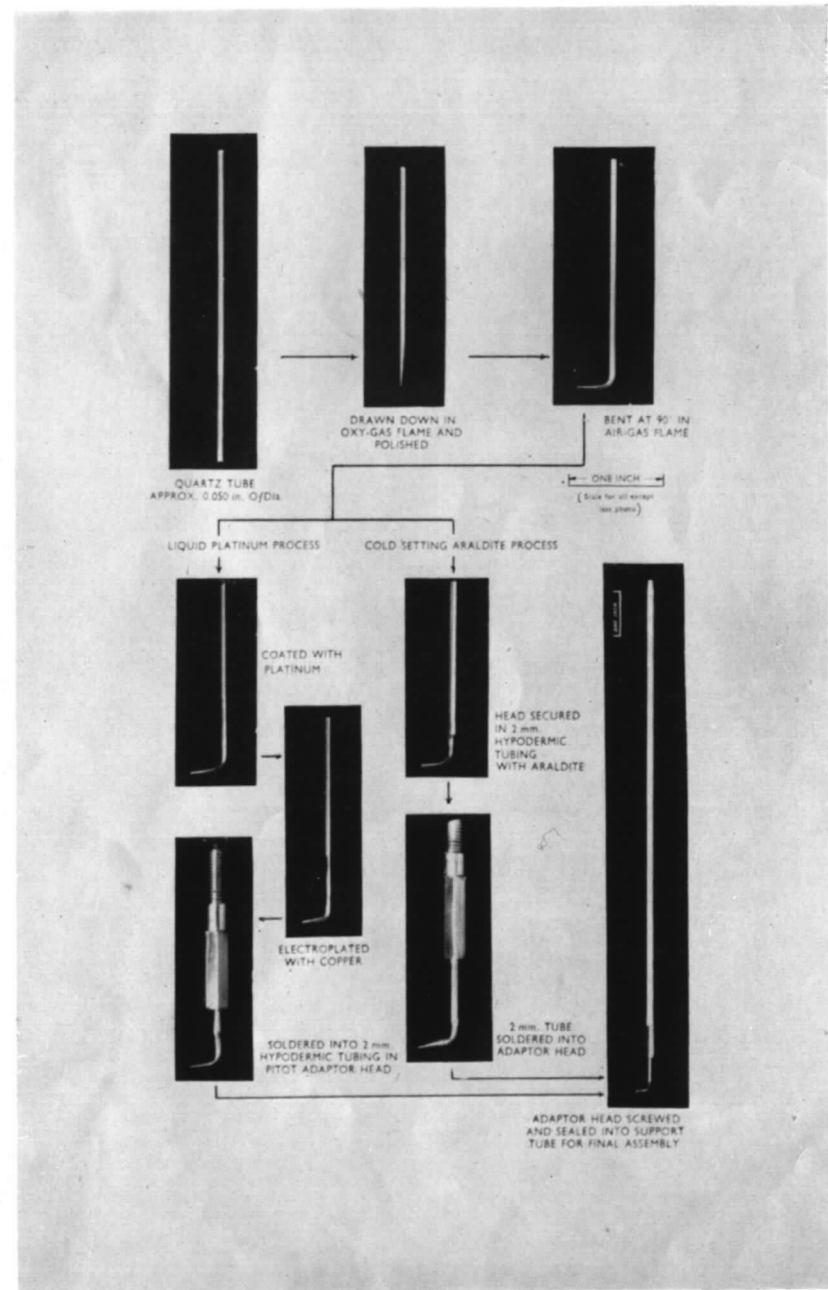 DRAWN DOWN IN
OXY-GAS FLAME AND
POLISHED
BENT AT 90° IN
AIR-GAS FLAME
QUARTZ TUBE
APPROX. 0.050 in. O/Dia.
ONE INCH
(Scale for all except
last photo)
LIQUID PLATINUM PROCESS
COLD SETTING ARALDITE PROCESS
COATED WITH
PLATINUM
HEAD SECURED
IN 2 mm.
HYPODERMIC
TUBING
WITH ARALDITE
ONE INCH
ELECTROPLATED
WITH COPPER
SOLDERED INTO 2 mm.
HYPODERMIC TUBING IN
PITOT ADAPTOR HEAD
2 mm. TUBE
SOLDERED INTO
ADAPTOR HEAD
ADAPTOR HEAD SCREWED
AND SEALED INTO SUPPORT
TUBE FOR FINAL ASSEMBLY